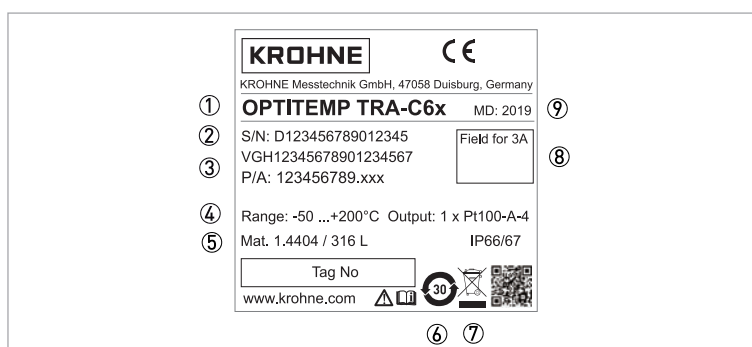 KROHNE CE
KROHNE Messtechnik GmbH, 47058 Duisburg, Germany
① OPTITEMP TRA-C6x MD: 2019 ⑨
② S/N: D123456789012345 Field for 3A
VGH12345678901234567 ⑧
③ P/A: 123456789.xxx
④ Range: -50 ...+200°C Output: 1 x Pt100-A-4
⑤ Mat. 1.4404 / 316 L IP66/67
Tag No
www.krohne.com 30
⑥ ⑦